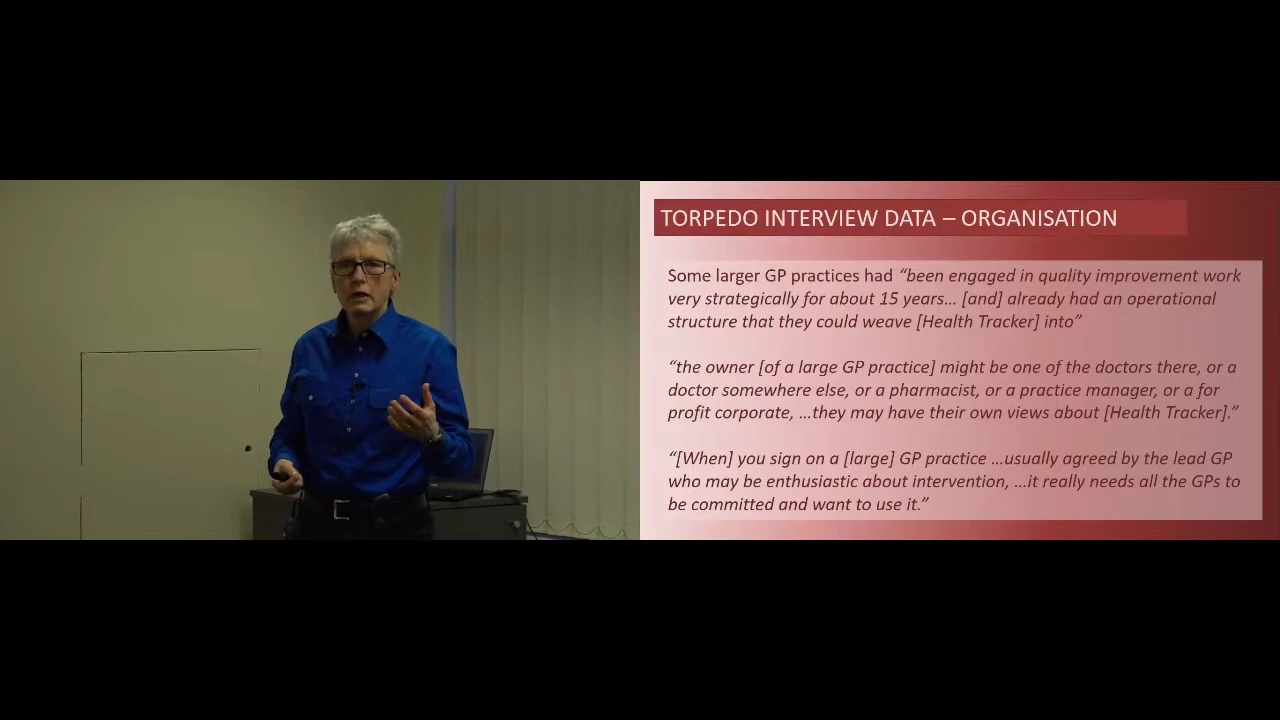 TORPEDO INTERVIEW DATA – ORGANISATION
Some larger GP practices had “been engaged in quality improvement work
very strategically for about 15 years… [and] already had an operational
structure that they could weave [Health Tracker] into”
“the owner [of a large GP practice] might be one of the doctors there, or a
doctor somewhere else, or a pharmacist, or a practice manager, or a for
profit corporate, …they may have their own views about [Health Tracker].”
“[When] you sign on a [large] GP practice …usually agreed by the lead GP
who may be enthusiastic about intervention, …it really needs all the GPs to
be committed and want to use it.”